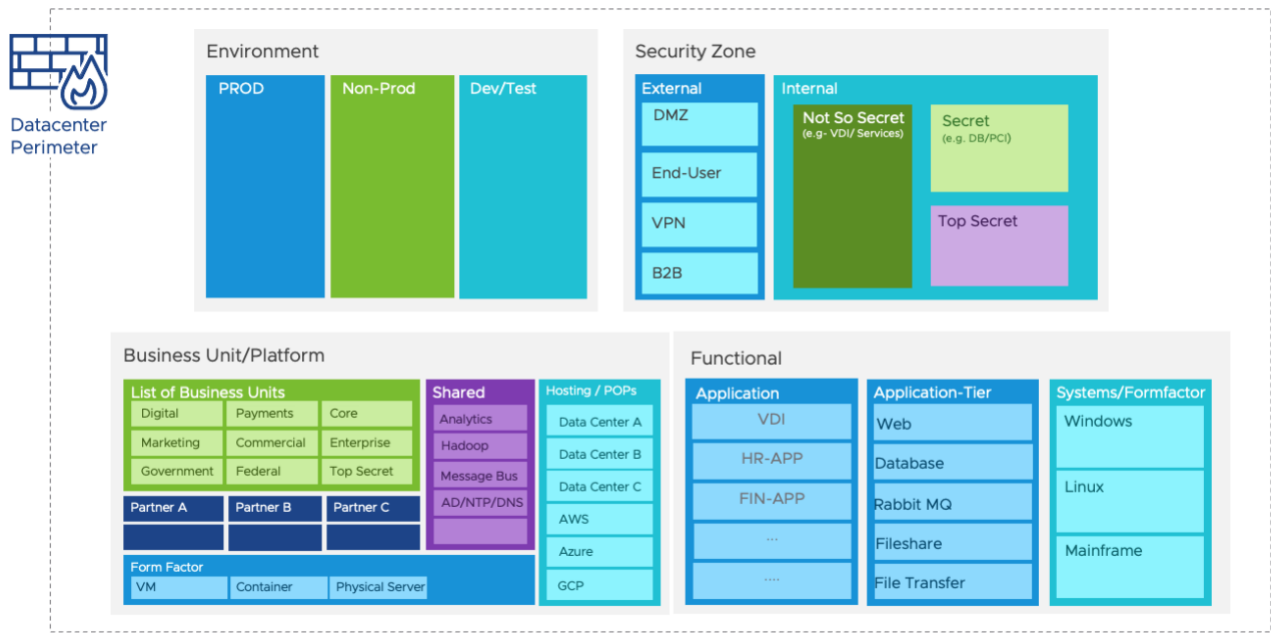 Datacenter
Perimeter
Environment
PROD
Non-Prod
Dev/Test
Security Zone
External
DMZ
End-User
VPN
B2B
Internal
Not So Secret
(e.g- VDI/ Services)
Secret
(e.g. DB/PCI)
Top Secret
Business Unit/Platform
List of Business Units
Digital
Payments
Core
Marketing
Commercial
Enterprise
Government
Federal
Top Secret
Partner A
Partner B
Partner C
Form Factor
VM
Container
Physical Server
Shared
Analytics
Hadoop
Message Bus
AD/NTP/DNS
Hosting / POPs
Data Center A
Data Center B
Data Center C
AWS
Azure
GCP
Functional
Application
VDI
HR-APP
FIN-APP
...
....
Application-Tier
Web
Database
Rabbit MQ
Fileshare
File Transfer
Systems/Formfactor
Windows
Linux
Mainframe